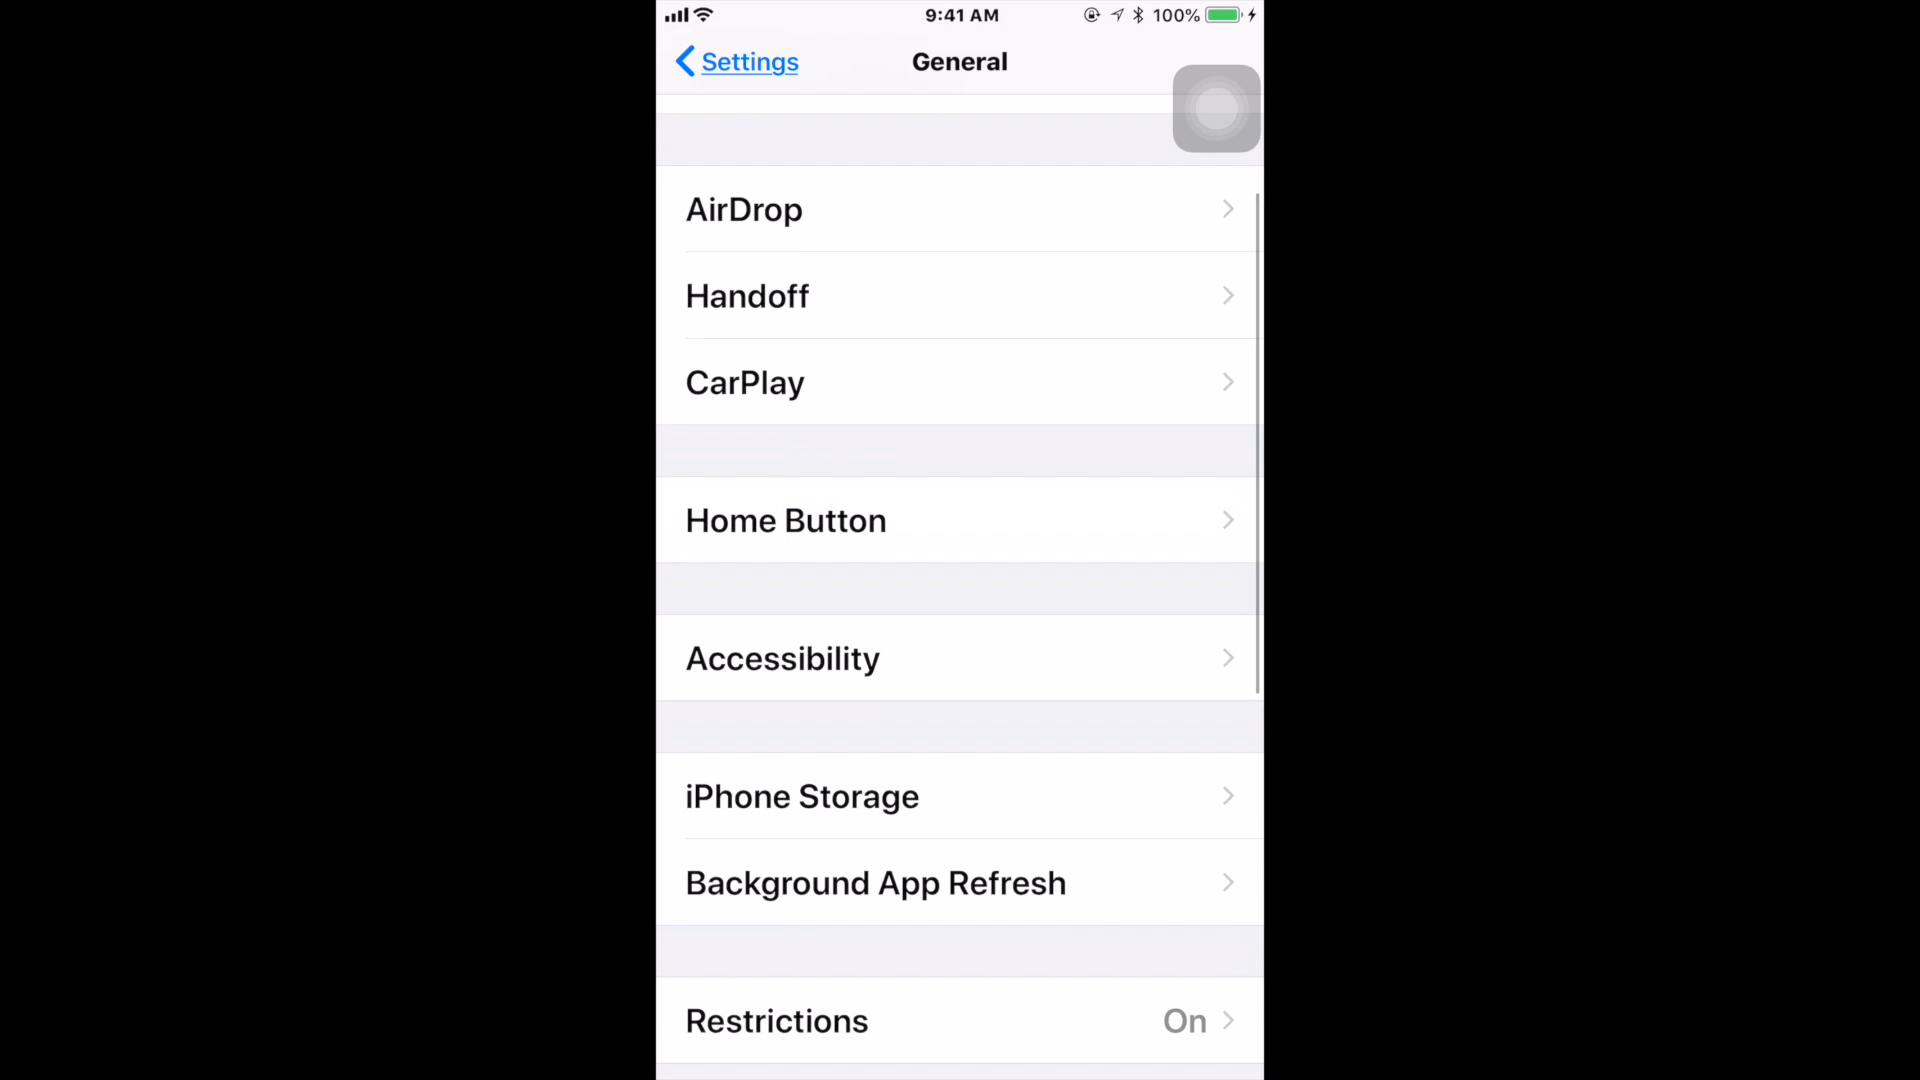 9:41 AM 100%
Settings General
AirDrop
Handoff
CarPlay
Home Button
Accessibility
iPhone Storage
Background App Refresh
Restrictions On